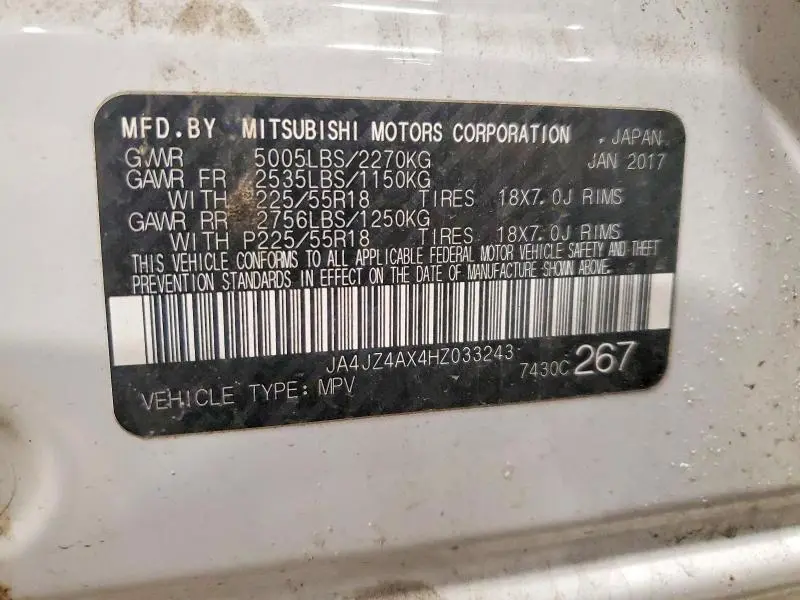 MFD.BY MITSUBISHI MOTORS CORPORATION , JAPAN
GVWR 5005LBS/2270KG JAN 2017
GAWR FR 2535LBS/1150KG
WITH 225/55R18 TIRES 18X7.0J RIMS
GAWR RR 2756LBS/1250KG
WITH P225/55R18 TIRES 18X7.0J RIMS
THIS VEHICLE CONFORMS TO ALL APPLICABLE FEDERAL MOTOR VEHICLE SAFETY AND THEFT
PREVENTION STANDARDS IN EFFECT ON THE DATE OF MANUFACTURE SHOWN ABOVE.
JA4JZ4AX4HZ033243
7430C 267
VEHICLE TYPE: MPV